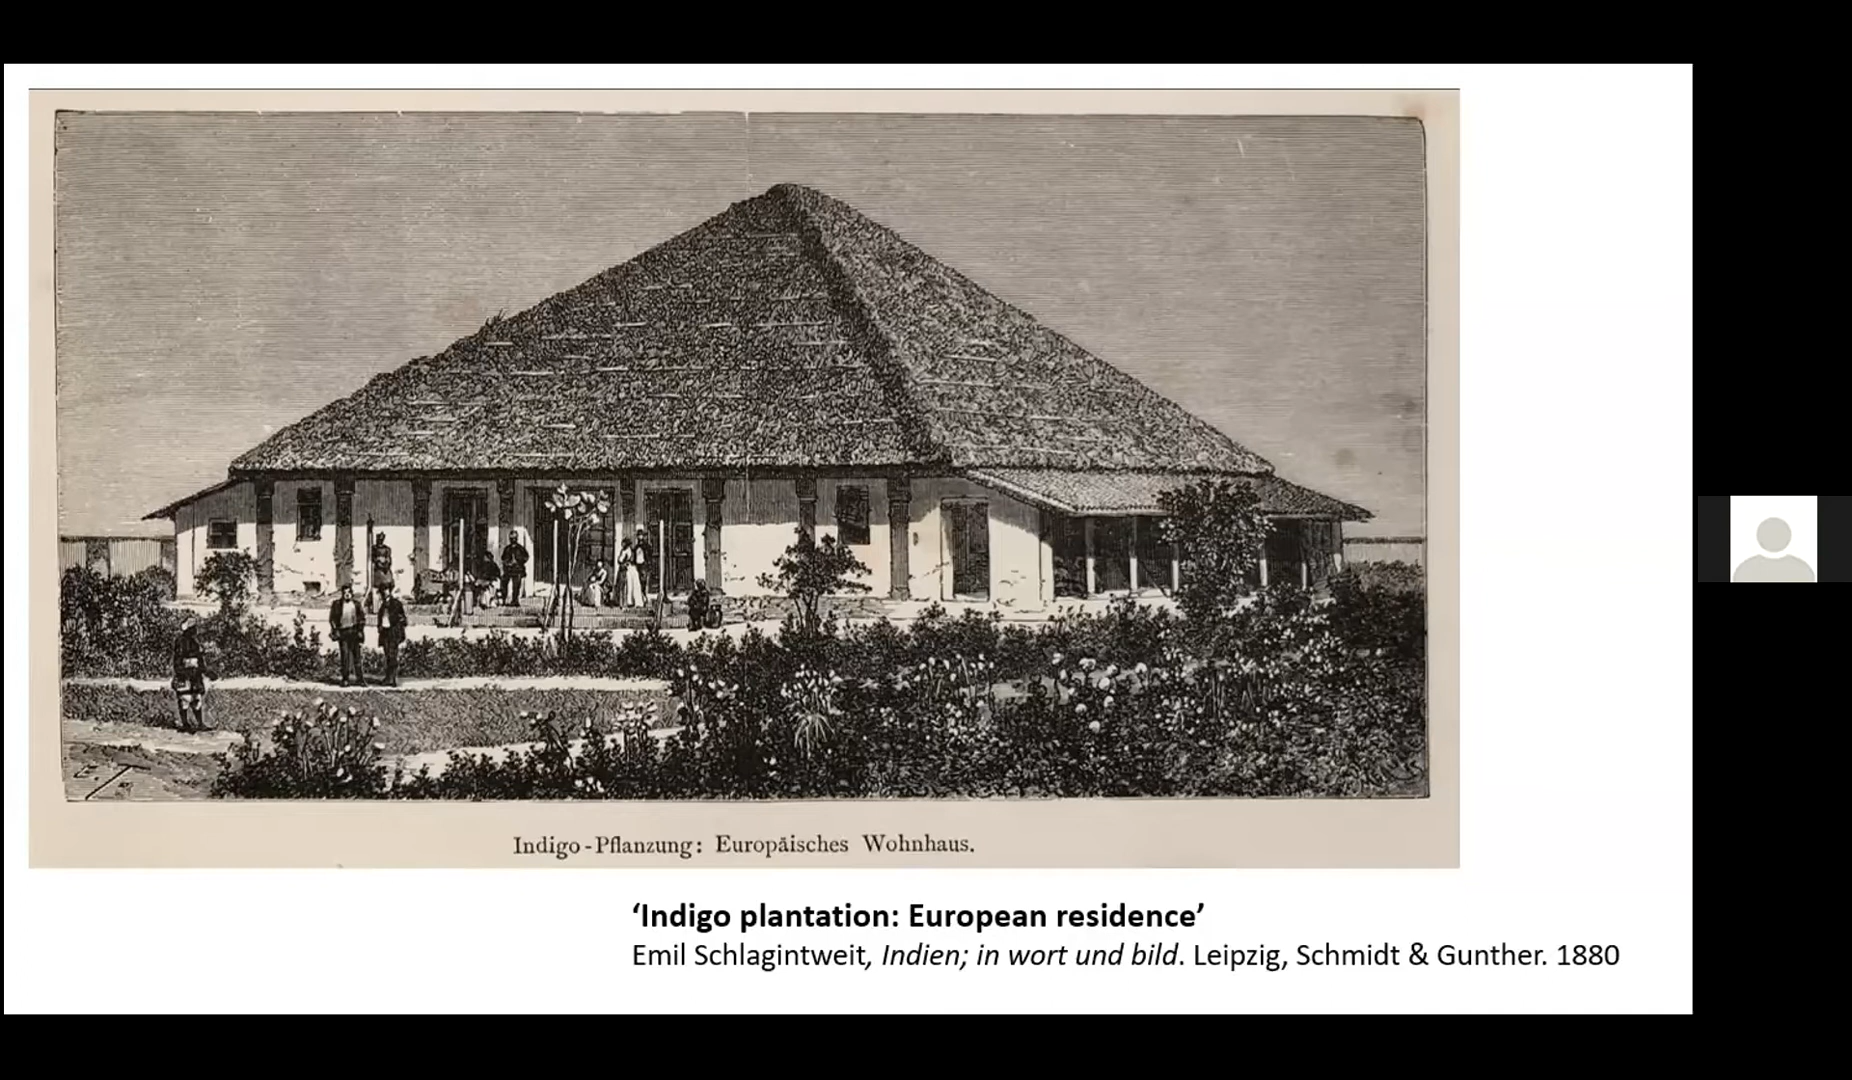 Indigo-Pflanzung: Europäisches Wohnhaus.
‘Indigo plantation: European residence’
Emil Schlagintweit, Indien; in wort und bild. Leipzig, Schmidt & Gunther. 1880